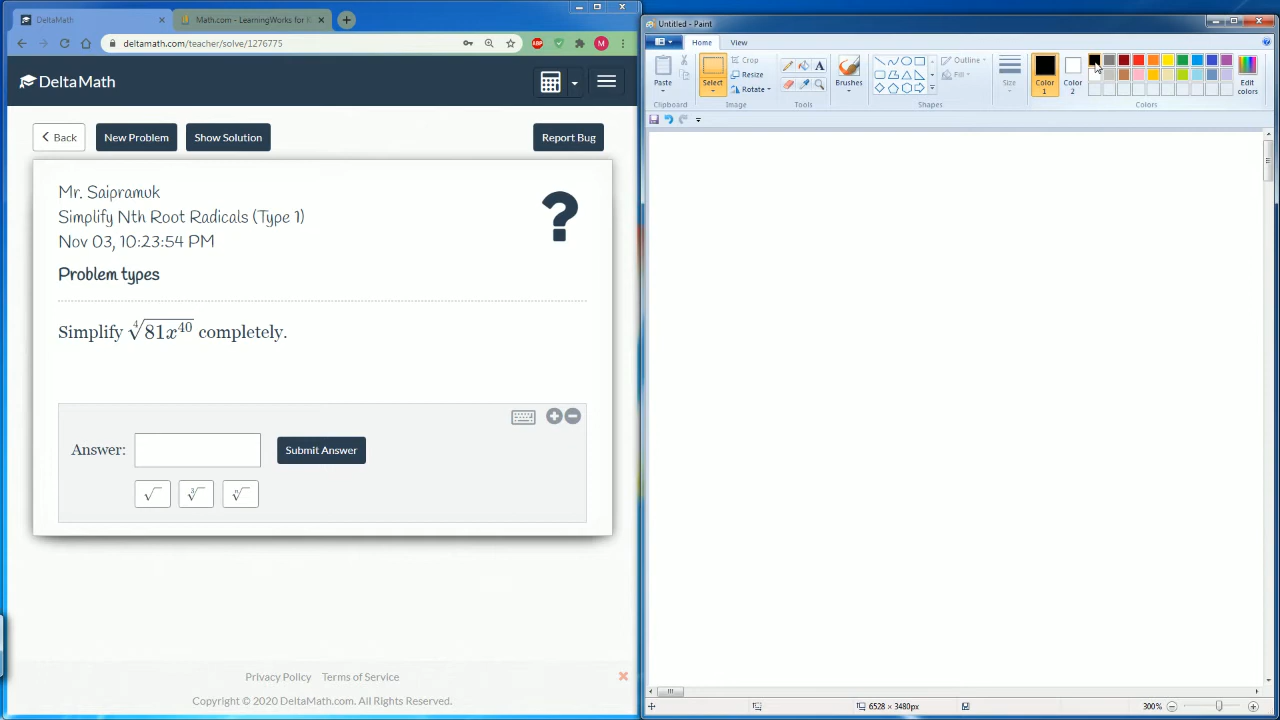 DeltaMath
Math.com - LearningWorks for K
Untitled - Paint
deltamath.com/teacher/solve/1276775
ABP
M
Home
View
DeltaMath
Paste
Select
Crop
Resize
Rotate
Brushes
Outline
Fill
Size
Color 1
Color 2
Edit colors
Clipboard
Image
Tools
Shapes
Colors
Back
New Problem
Show Solution
Report Bug
Mr. Saipramuk
Simplify Nth Root Radicals (Type 1)
Nov 03, 10:23:54 PM
Problem types
?
Simplify ∜81x⁴⁰ completely.
Answer:
Submit Answer
√
∛
ⁿ√
Privacy Policy
Terms of Service
Copyright © 2020 DeltaMath.com. All Rights Reserved.
6528 × 3480px
300%